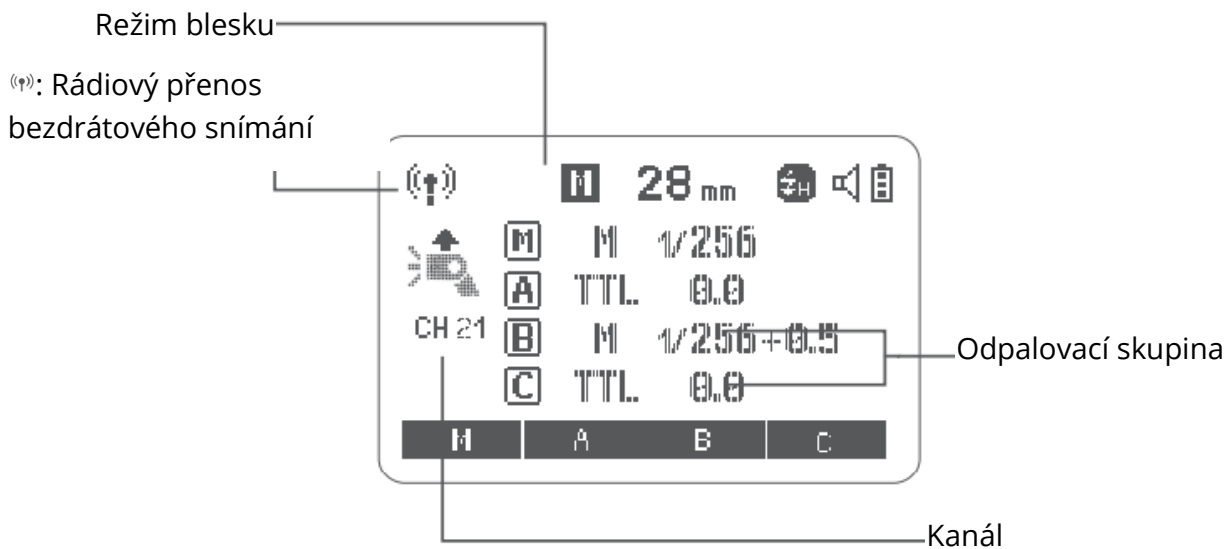 Režim blesku
: Rádiový přenos
bezdrátového snímání
M 28 mm H
M M 1/256
A TTL 0.0
CH 21
B M 1/256+0.5
C TTL 0.0
Odpalovací skupina
M A B C
Kanál